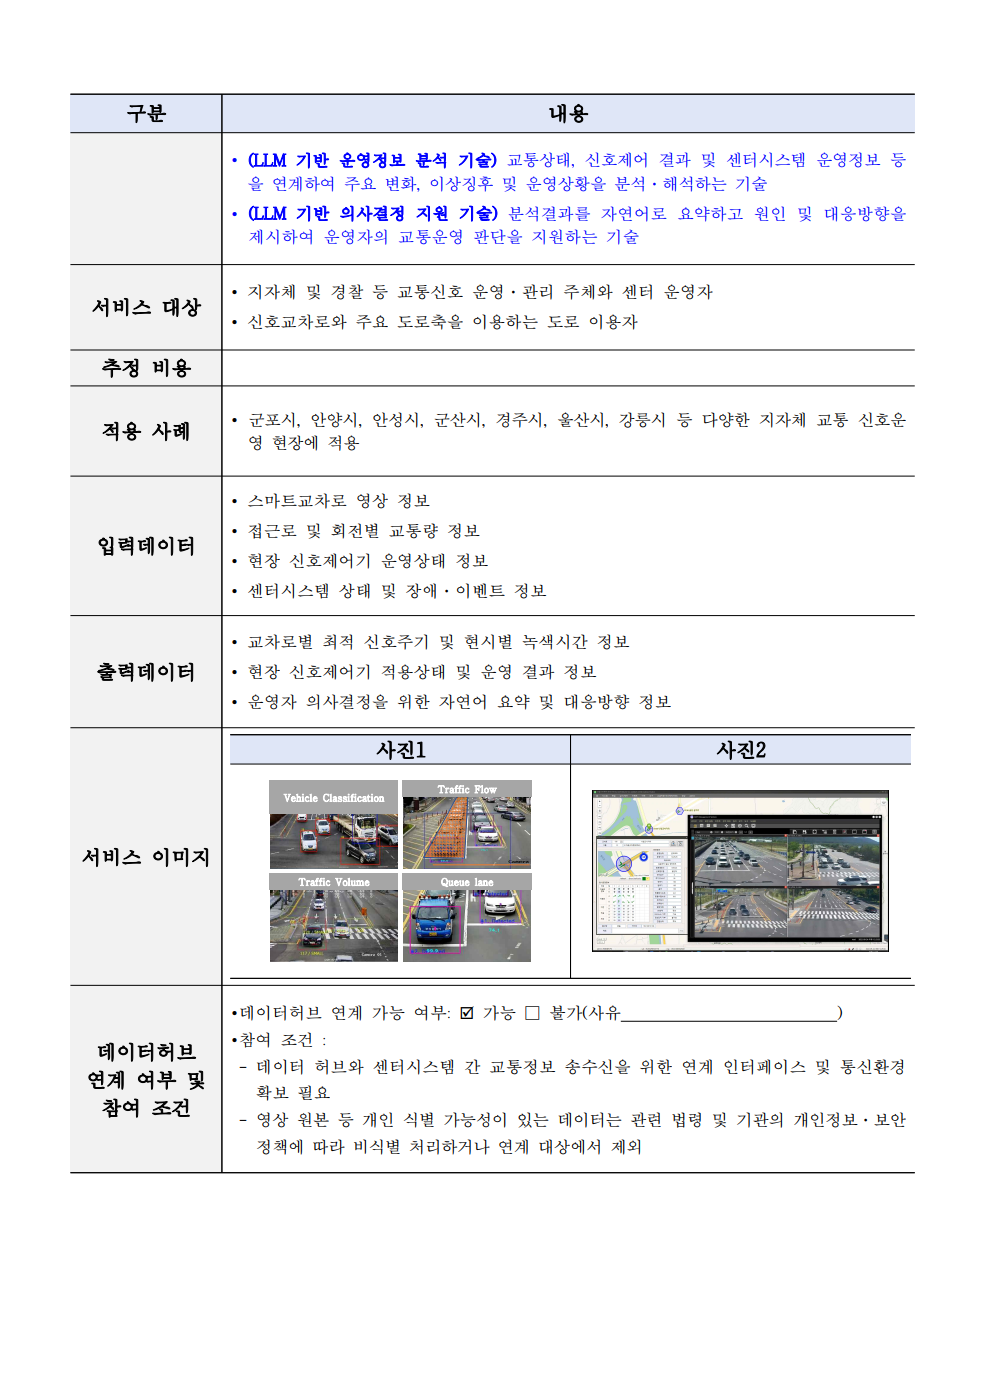 구분 내용
• (LLM 기반 운영정보 분석 기술) 교통상태, 신호제어 결과 및 센터시스템 운영정보 등
을 연계하여 주요 변화, 이상징후 및 운영상황을 분석·해석하는 기술
• (LLM 기반 의사결정 지원 기술) 분석결과를 자연어로 요약하고 원인 및 대응방향을
제시하여 운영자의 교통운영 판단을 지원하는 기술
서비스 대상
• 지자체 및 경찰 등 교통신호 운영·관리 주체와 센터 운영자
• 신호교차로와 주요 도로축을 이용하는 도로 이용자
추정 비용
적용 사례
• 군포시, 안양시, 안성시, 군산시, 경주시, 울산시, 강릉시 등 다양한 지자체 교통 신호운
영 현장에 적용
입력데이터
• 스마트교차로 영상 정보
• 접근로 및 회전별 교통량 정보
• 현장 신호제어기 운영상태 정보
• 센터시스템 상태 및 장애·이벤트 정보
출력데이터
• 교차로별 최적 신호주기 및 현시별 녹색시간 정보
• 현장 신호제어기 적용상태 및 운영 결과 정보
• 운영자 의사결정을 위한 자연어 요약 및 대응방향 정보
서비스 이미지
사진1 사진2
Vehicle Classification
Traffic Flow
Traffic Volume
Queue lane
데이터허브
연계 여부 및
참여 조건
•데이터허브 연계 가능 여부: ☑ 가능 □ 불가(사유)
•참여 조건 :
- 데이터 허브와 센터시스템 간 교통정보 송수신을 위한 연계 인터페이스 및 통신환경
확보 필요
- 영상 원본 등 개인 식별 가능성이 있는 데이터는 관련 법령 및 기관의 개인정보·보안
정책에 따라 비식별 처리하거나 연계 대상에서 제외